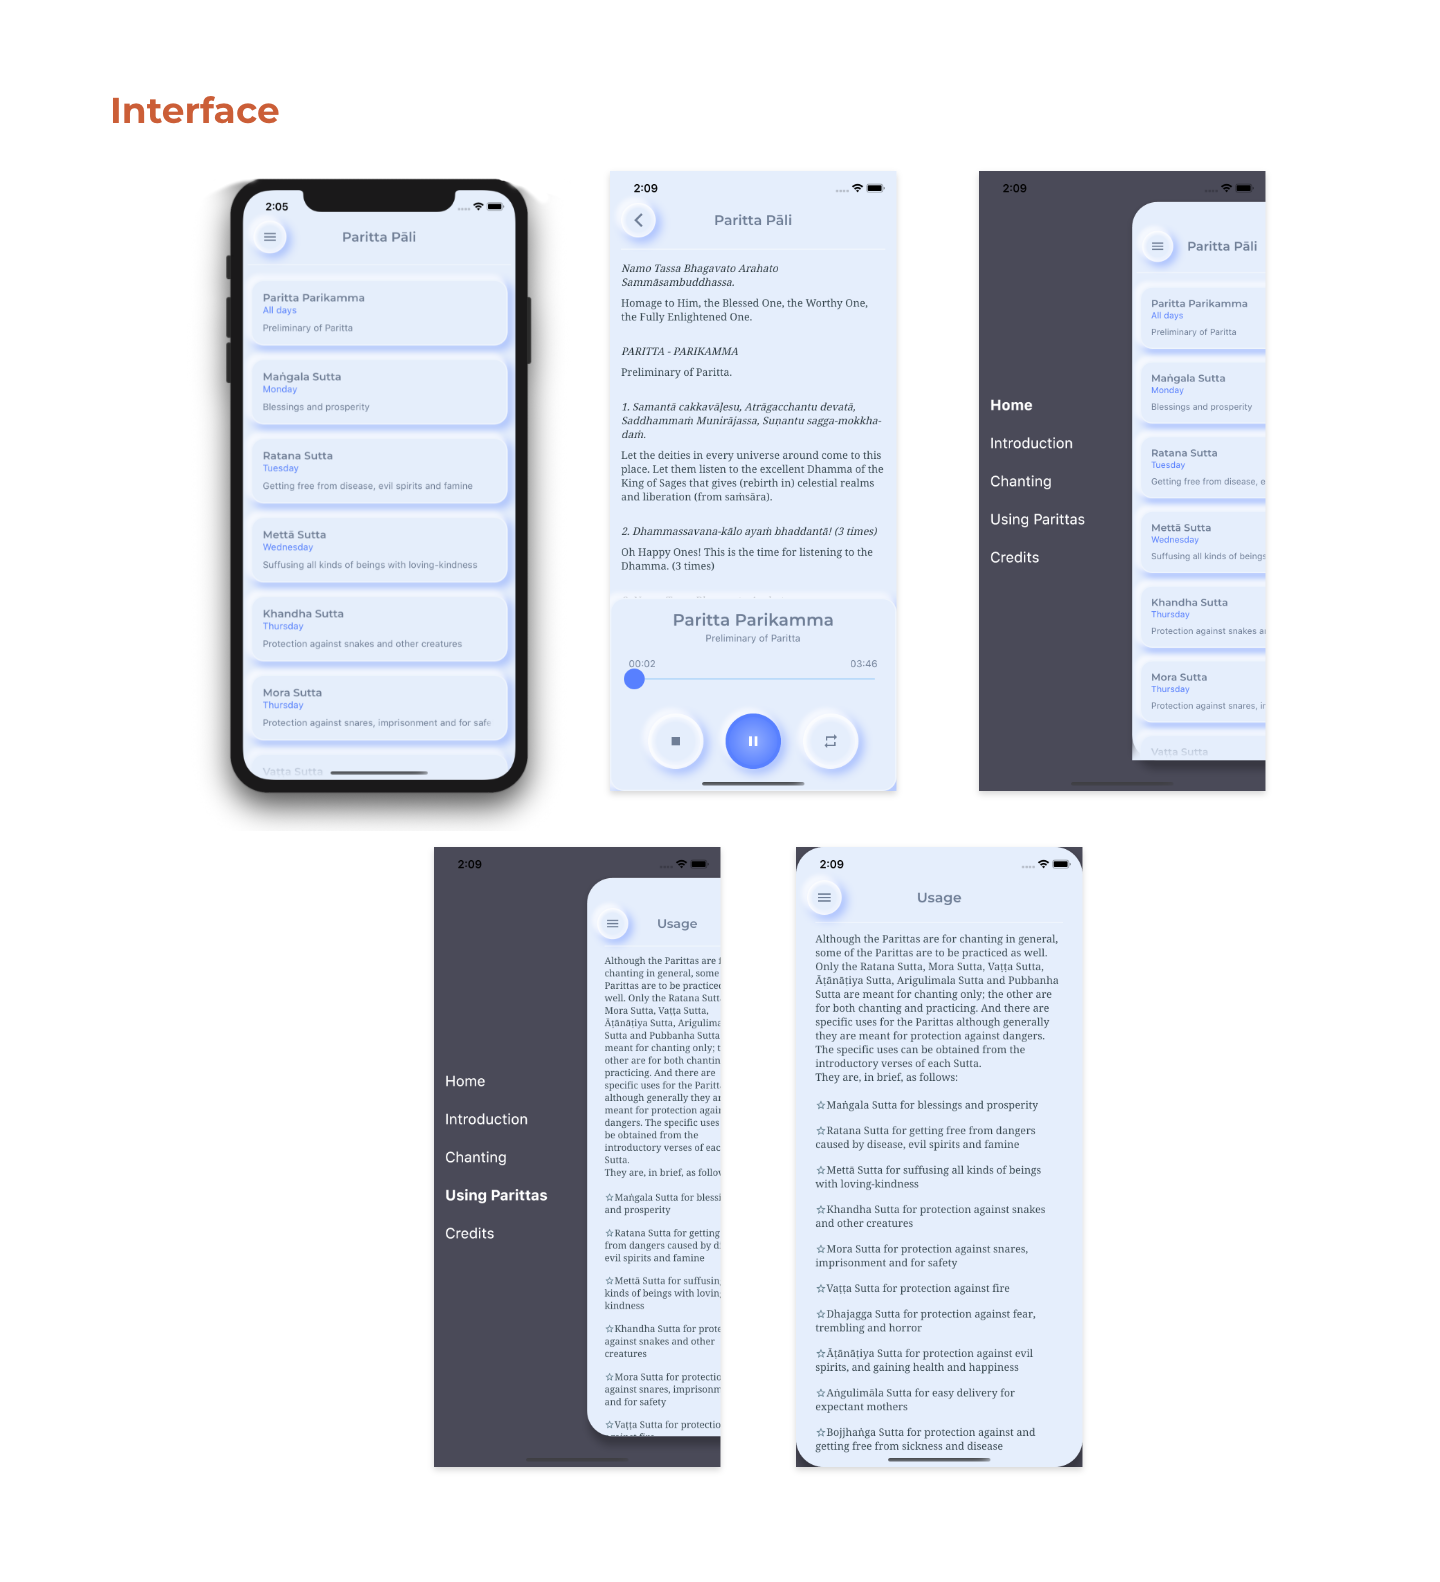 Interface
2:05
Paritta Pāli
Paritta Parikamma
All days
Preliminary of Paritta
Maṅgala Sutta
Monday
Blessings and prosperity
Ratana Sutta
Tuesday
Getting free from disease, evil spirits and famine
Mettā Sutta
Wednesday
Suffusing all kinds of beings with loving-kindness
Khandha Sutta
Thursday
Protection against snakes and other creatures
Mora Sutta
Thursday
Protection against snares, imprisonment and for safe
Vaṭṭa Sutta
2:09
Paritta Pāli
Namo Tassa Bhagavato Arahato
Sammāsambuddhassa.
Homage to Him, the Blessed One, the Worthy One,
the Fully Enlightened One.
PARITTA - PARIKAMMA
Preliminary of Paritta.
1. Samantā cakkavāḷesu, Atrāgacchantu devatā,
Saddhammaṁ Munirājassa, Suṇantu sagga-mokkha-
daṁ.
Let the deities in every universe around come to this
place. Let them listen to the excellent Dhamma of the
King of Sages that gives (rebirth in) celestial realms
and liberation (from saṁsāra).
2. Dhammassavana-kālo ayaṁ bhaddantā! (3 times)
Oh Happy Ones! This is the time for listening to the
Dhamma. (3 times)
Paritta Parikamma
Preliminary of Paritta
00:02 03:46
2:09
Home
Introduction
Chanting
Using Parittas
Credits
Paritta Pāli
Paritta Parikamma
All days
Preliminary of Paritta
Maṅgala Sutta
Monday
Blessings and prosperity
Ratana Sutta
Tuesday
Getting free from disease, e
Mettā Sutta
Wednesday
Suffusing all kinds of beings
Khandha Sutta
Thursday
Protection against snakes a
Mora Sutta
Thursday
Protection against snares, ir
Vaṭṭa Sutta
2:09
Home
Introduction
Chanting
Using Parittas
Credits
Usage
Although the Parittas are f
chanting in general, some
Parittas are to be practiced
well. Only the Ratana Sutt
Mora Sutta, Vaṭṭa Sutta,
Āṭānāṭiya Sutta, Arigulima
Sutta and Pubbanha Sutta
meant for chanting only; t
other are for both chantin
practicing. And there are
specific uses for the Paritt
although generally they ar
meant for protection again
dangers. The specific uses
be obtained from the
introductory verses of eac
Sutta.
They are, in brief, as follow
☆Maṅgala Sutta for blessi
and prosperity
☆Ratana Sutta for getting
from dangers caused by di
evil spirits and famine
☆Mettā Sutta for suffusing
kinds of beings with loving
kindness
☆Khandha Sutta for prote
against snakes and other
creatures
☆Mora Sutta for protectio
against snares, imprisonm
and for safety
☆Vaṭṭa Sutta for protectio
against fire
2:09
Usage
Although the Parittas are for chanting in general,
some of the Parittas are to be practiced as well.
Only the Ratana Sutta, Mora Sutta, Vaṭṭa Sutta,
Āṭānāṭiya Sutta, Arigulimala Sutta and Pubbanha
Sutta are meant for chanting only; the other are
for both chanting and practicing. And there are
specific uses for the Parittas although generally
they are meant for protection against dangers.
The specific uses can be obtained from the
introductory verses of each Sutta.
They are, in brief, as follows:
☆Maṅgala Sutta for blessings and prosperity
☆Ratana Sutta for getting free from dangers
caused by disease, evil spirits and famine
☆Mettā Sutta for suffusing all kinds of beings
with loving-kindness
☆Khandha Sutta for protection against snakes
and other creatures
☆Mora Sutta for protection against snares,
imprisonment and for safety
☆Vaṭṭa Sutta for protection against fire
☆Dhajagga Sutta for protection against fear,
trembling and horror
☆Āṭānāṭiya Sutta for protection against evil
spirits, and gaining health and happiness
☆Aṅgulimāla Sutta for easy delivery for
expectant mothers
☆Bojjhaṅga Sutta for protection against and
getting free from sickness and disease